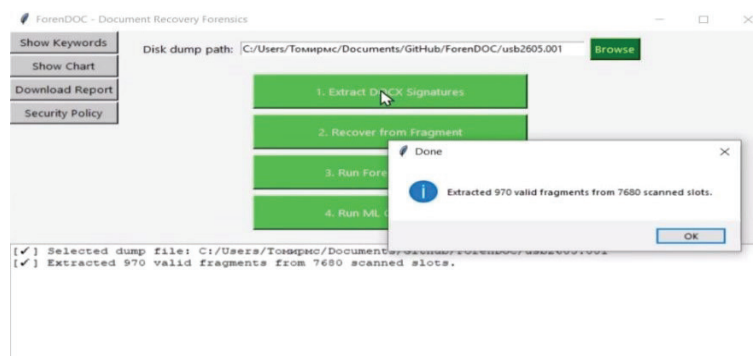 ForenDOC - Document Recovery Forensics
Show Keywords
Show Chart
Download Report
Security Policy
Disk dump path: C:/Users/Томирмс/Documents/GitHub/ForenDOC/usb2605.001 Browse
1. Extract DOCX Signatures
2. Recover from Fragment
3. Run Fore
4. Run ML
Done
Extracted 970 valid fragments from 7680 scanned slots.
OK
[✓] Selected dump file: C:/Users/Томирмс/Documents/GitHub/ForenDOC/usb2605.001
[✓] Extracted 970 valid fragments from 7680 scanned slots.